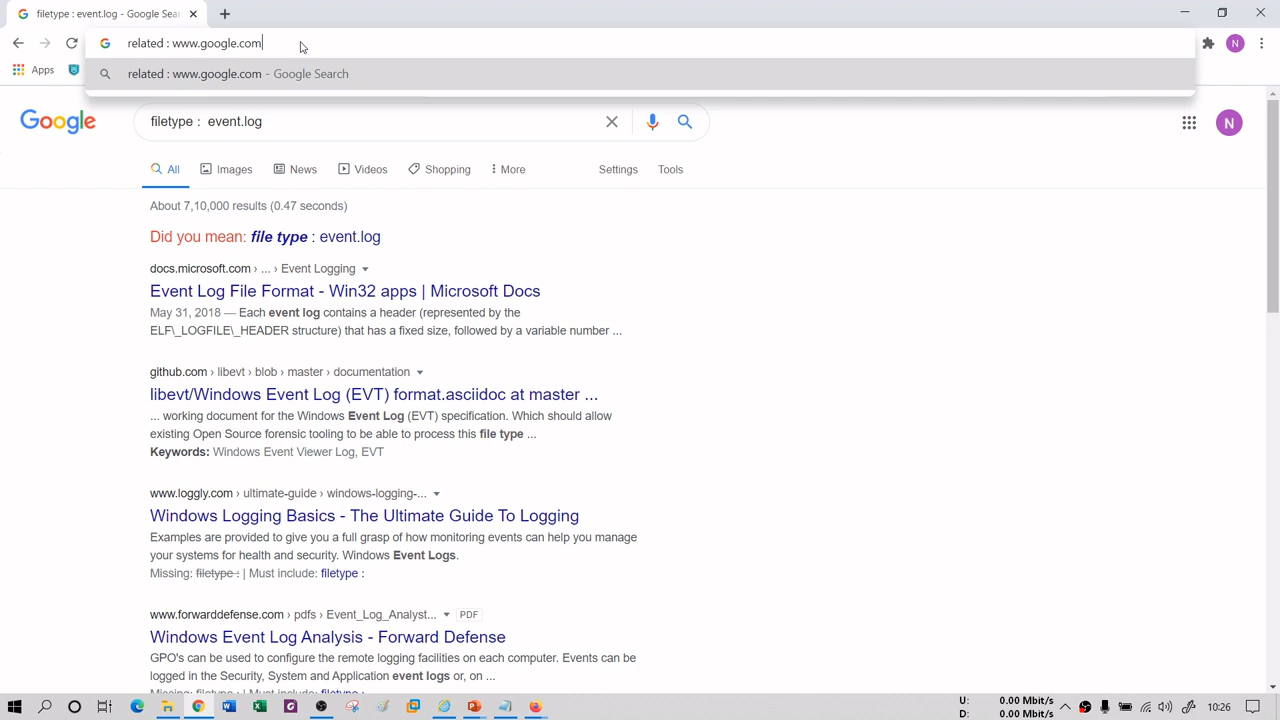 filetype : event.log - Google Sear
related : www.google.com
N
Apps
related : www.google.com - Google Search
Google
filetype :  event.log
N
All
Images
News
Videos
Shopping
More
Settings
Tools
About 7,10,000 results (0.47 seconds)
Did you mean: file type : event.log
docs.microsoft.com › ... › Event Logging
Event Log File Format - Win32 apps | Microsoft Docs
May 31, 2018 — Each event log contains a header (represented by the
ELF\_LOGFILE\_HEADER structure) that has a fixed size, followed by a variable number ...
github.com › libevt › blob › master › documentation
libevt/Windows Event Log (EVT) format.asciidoc at master ...
... working document for the Windows Event Log (EVT) specification. Which should allow
existing Open Source forensic tooling to be able to process this file type ...
Keywords: Windows Event Viewer Log, EVT
www.loggly.com › ultimate-guide › windows-logging-...
Windows Logging Basics - The Ultimate Guide To Logging
Examples are provided to give you a full grasp of how monitoring events can help you manage
your systems for health and security. Windows Event Logs.
Missing: filetype : | Must include: filetype :
www.forwarddefense.com › pdfs › Event_Log_Analyst...
PDF
Windows Event Log Analysis - Forward Defense
GPO's can be used to configure the remote logging facilities on each computer. Events can be
recorded in the Security, System and Application event logs or, on ...
Missing: filetype : | Must include: filetype :
U: 0.00 Mbit/s
D: 0.00 Mbit/s
10:26